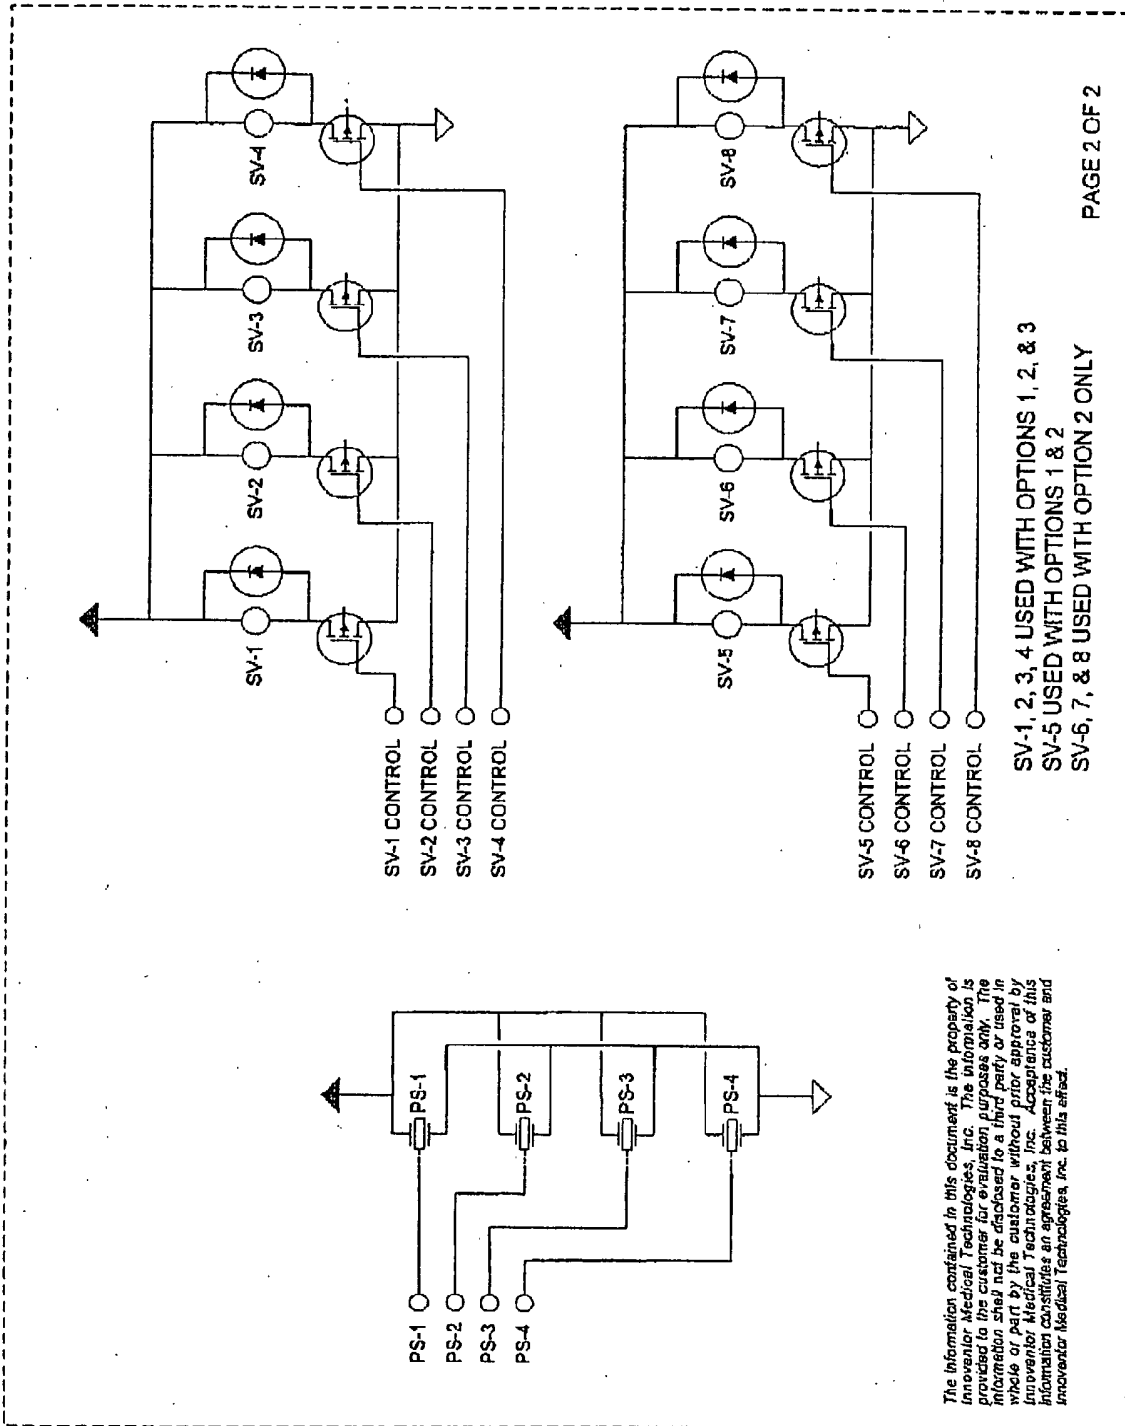 PS-1
PS-2
PS-3
PS-4
PS-1
PS-2
PS-3
PS-4
SV-1
SV-2
SV-3
SV-4
SV-1 CONTROL
SV-2 CONTROL
SV-3 CONTROL
SV-4 CONTROL
SV-5
SV-6
SV-7
SV-8
SV-5 CONTROL
SV-6 CONTROL
SV-7 CONTROL
SV-8 CONTROL
The information contained in this document is the property of
Innoventor Medical Technologies, Inc. The information is
provided to the customer for evaluation purposes only. The
information shall not be disclosed to a third party or used in
whole or part by the customer without prior approval by
Innoventor Medical Technologies, Inc. Acceptance of this
information constitutes an agreement between the customer and
Innoventor Medical Technologies, Inc. to this effect.
SV-1, 2, 3, 4 USED WITH OPTIONS 1, 2, & 3
SV-5 USED WITH OPTIONS 1 & 2
SV-6, 7, & 8 USED WITH OPTION 2 ONLY
PAGE 2 OF 2